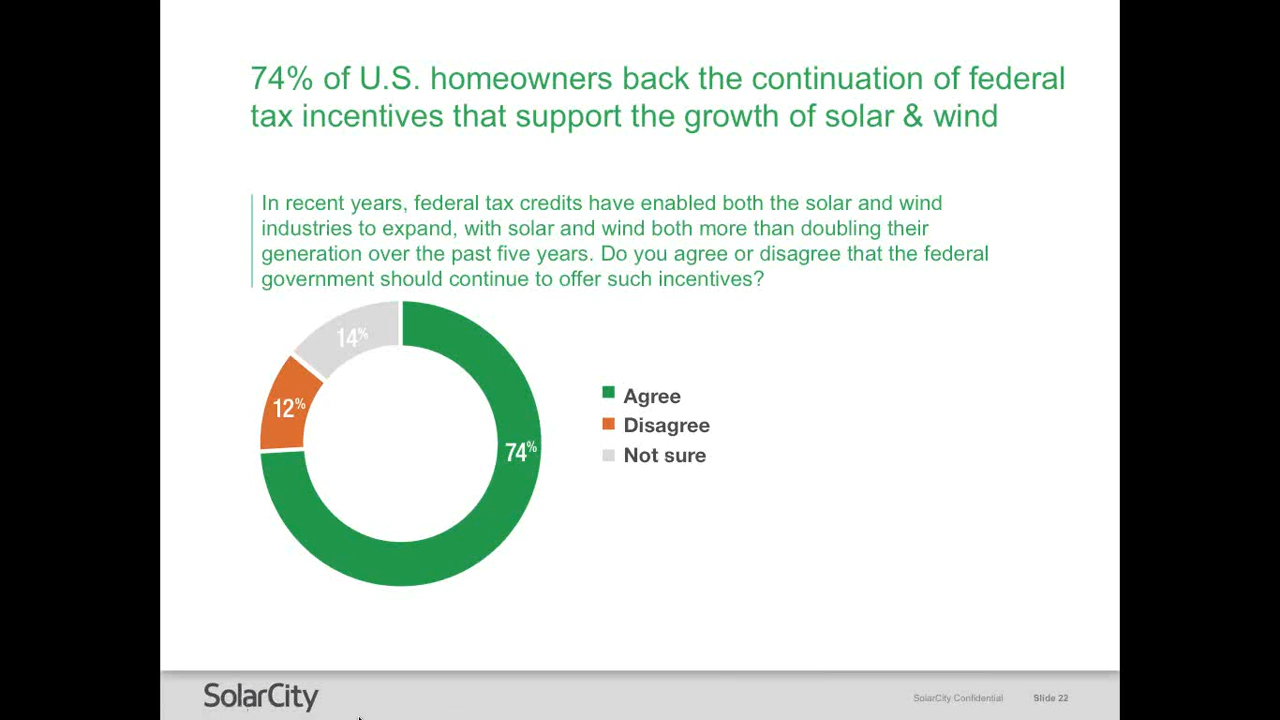 74% of U.S. homeowners back the continuation of federal
tax incentives that support the growth of solar & wind
In recent years, federal tax credits have enabled both the solar and wind
industries to expand, with solar and wind both more than doubling their
generation over the past five years. Do you agree or disagree that the federal
government should continue to offer such incentives?
14%
12%
74%
Agree
Disagree
Not sure
SolarCity
SolarCity Confidential
Slide 22